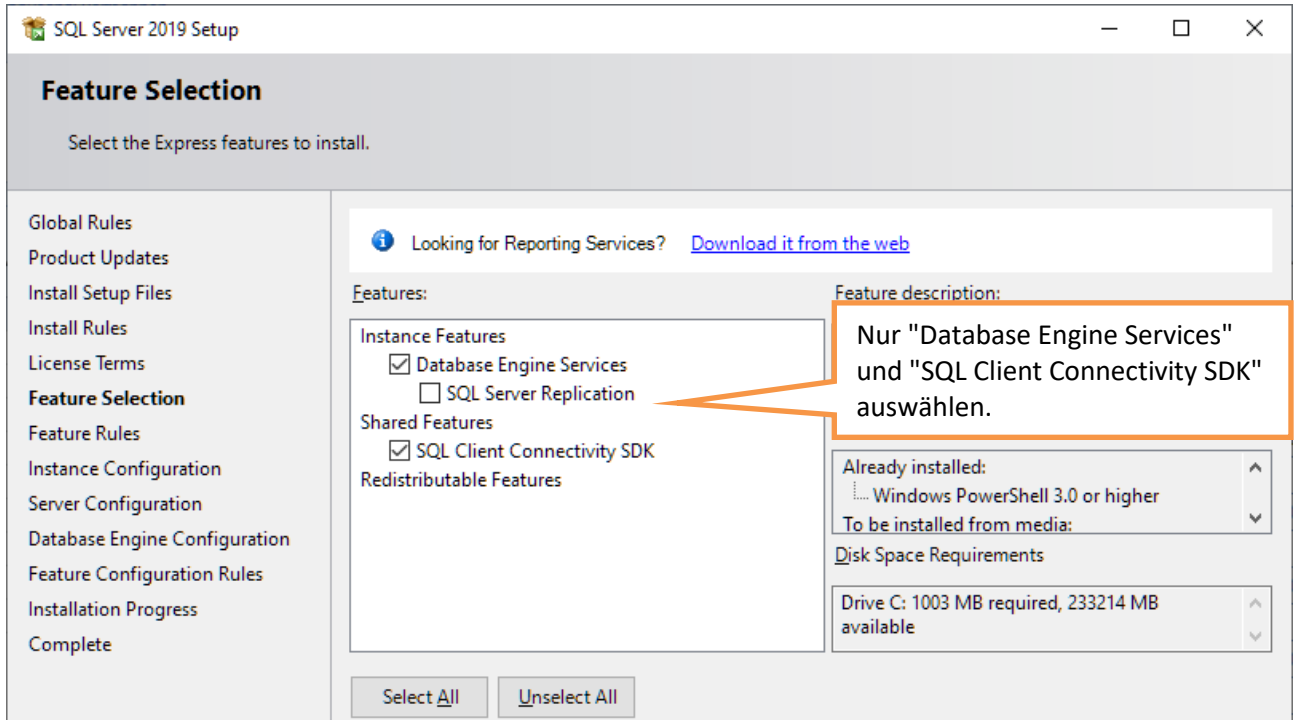 SQL Server 2019 Setup
Feature Selection
Select the Express features to install.
Global Rules
Product Updates
Install Setup Files
Install Rules
License Terms
Feature Selection
Feature Rules
Instance Configuration
Server Configuration
Database Engine Configuration
Feature Configuration Rules
Installation Progress
Complete
Looking for Reporting Services? Download it from the web
Features:
Instance Features
Database Engine Services
SQL Server Replication
Shared Features
SQL Client Connectivity SDK
Redistributable Features
Feature description:
Nur "Database Engine Services"
und "SQL Client Connectivity SDK"
auswählen.
Already installed:
Windows PowerShell 3.0 or higher
To be installed from media:
Disk Space Requirements
Drive C: 1003 MB required, 233214 MB
available
Select All
Unselect All